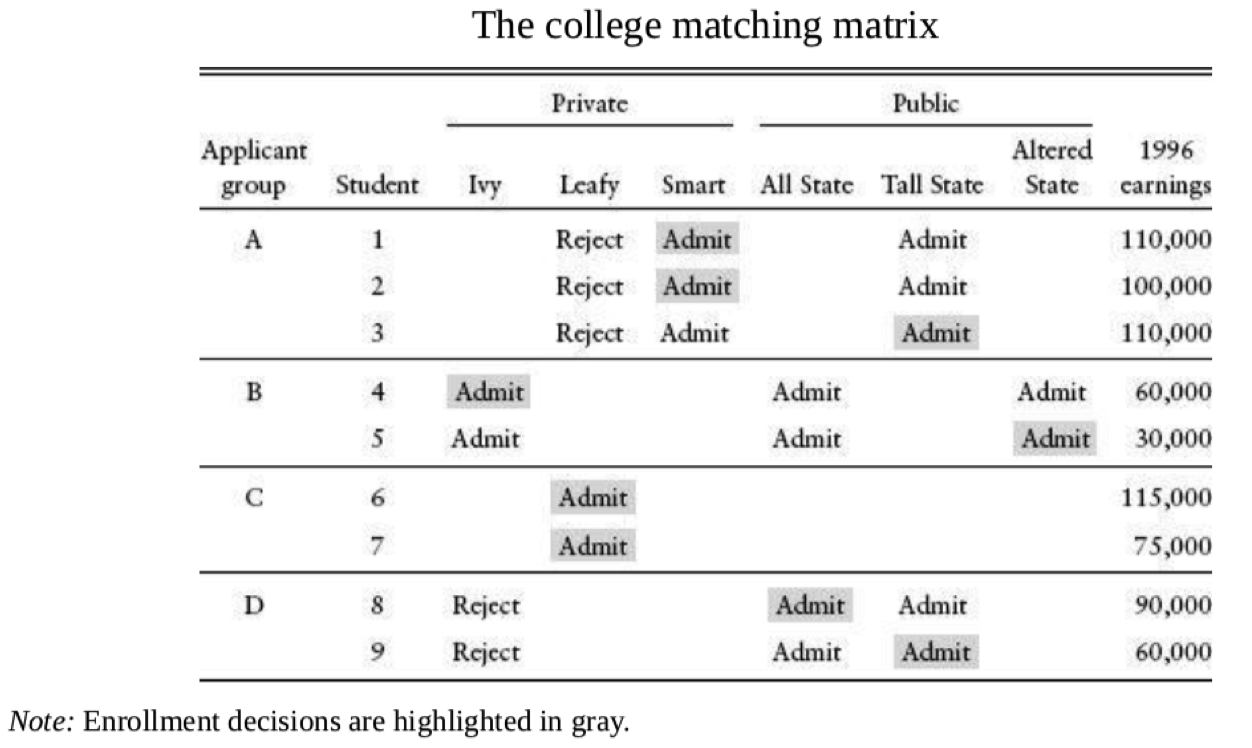 The college matching matrix
Private Public
Applicant Altered 1996
group Student Ivy Leafy Smart All State Tall State State earnings
A 1 Reject Admit Admit 110,000
2 Reject Admit Admit 100,000
3 Reject Admit Admit 110,000
B 4 Admit Admit Admit 60,000
5 Admit Admit Admit 30,000
C 6 Admit 115,000
7 Admit 75,000
D 8 Reject Admit Admit 90,000
9 Reject Admit Admit 60,000
Note: Enrollment decisions are highlighted in gray.